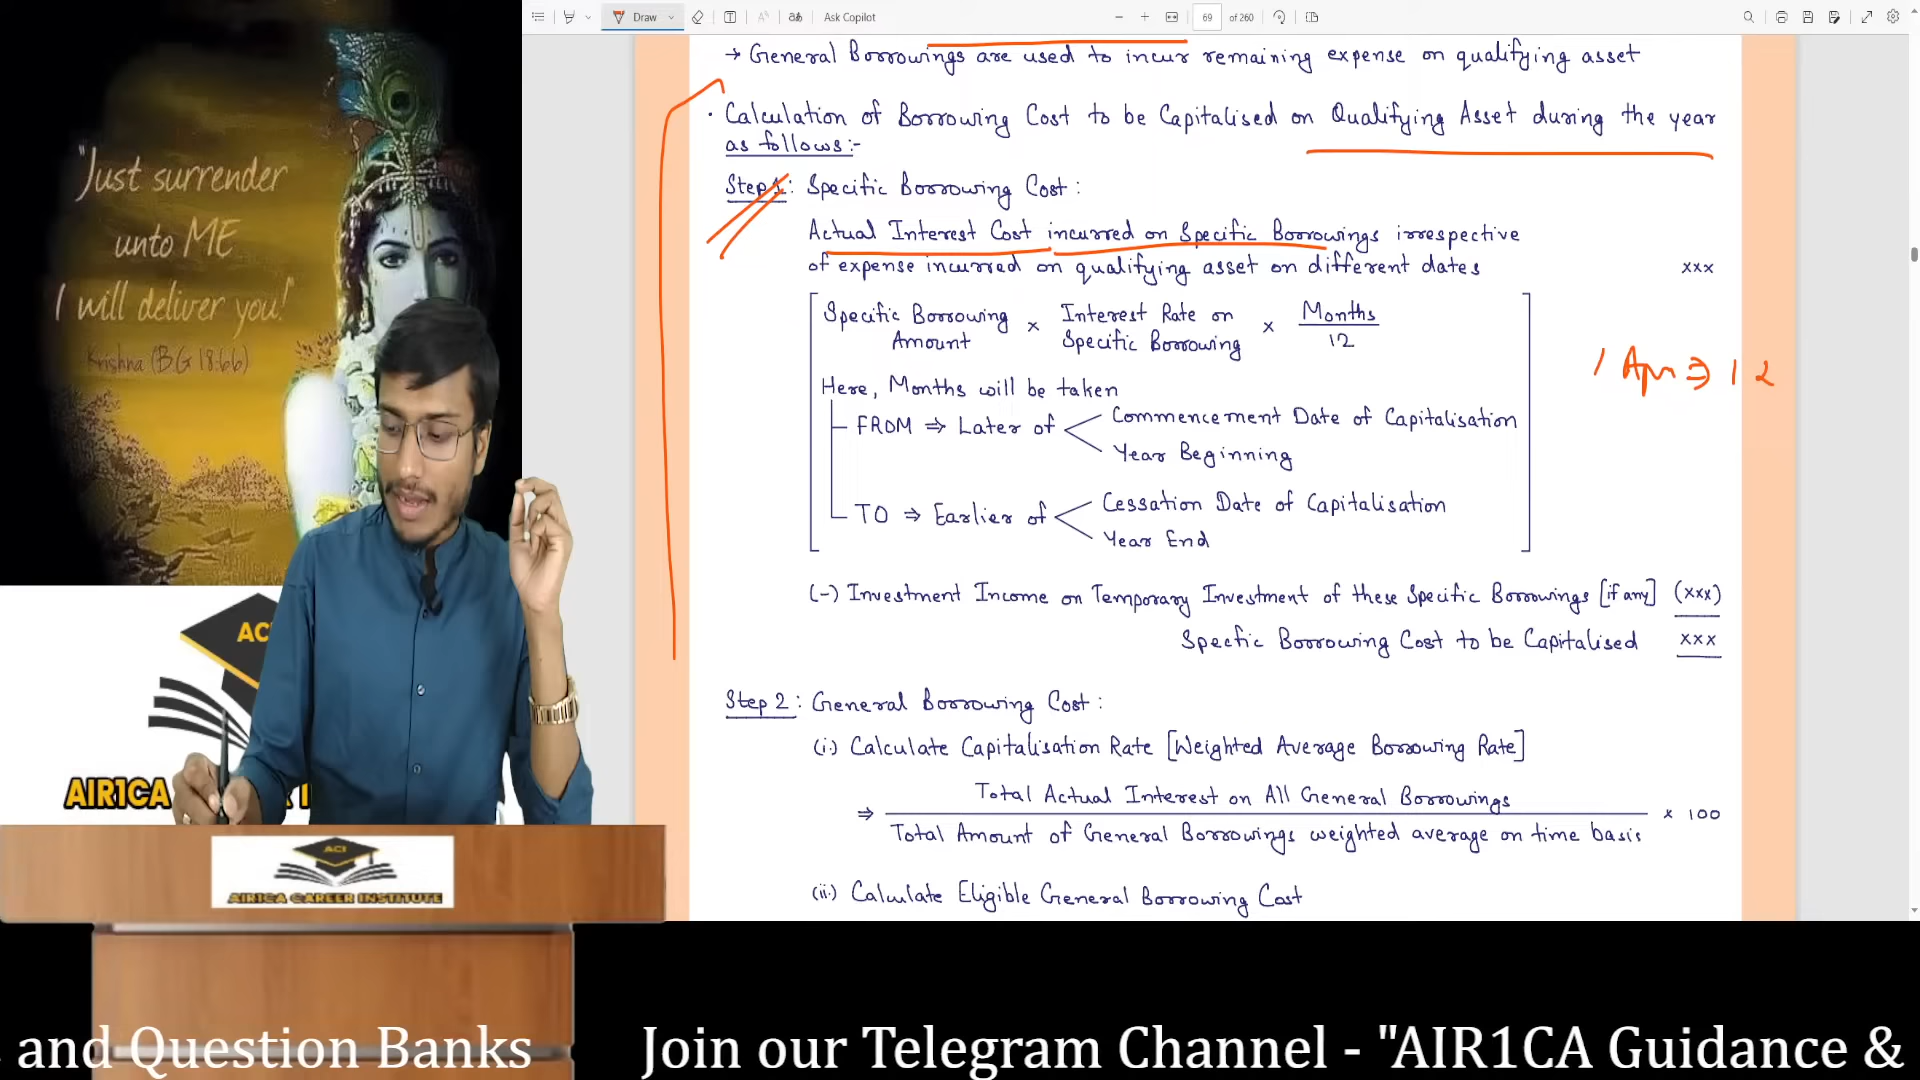 Draw
Ask Copilot
69 of 260
→ General Borrowings are used to incur remaining expense on qualifying asset
· Calculation of Borrowing Cost to be Capitalised on Qualifying Asset during the year
as follows:-
Step 1: Specific Borrowing Cost:
Actual Interest Cost incurred on Specific Borrowings irrespective
of expense incurred on qualifying asset on different dates xxx
Specific Borrowing Amount × Interest Rate on Specific Borrowing × Months/12
Here, Months will be taken
FROM ⇒ Later of
Commencement Date of Capitalisation
Year Beginning
TO ⇒ Earlier of
Cessation Date of Capitalisation
Year End
1 Apr ⇒ 12
(-) Investment Income on Temporary Investment of these Specific Borrowings [if any] (xxx)
Specfic Borrowing Cost to be Capitalised xxx
Step 2: General Borrowing Cost:
(i) Calculate Capitalisation Rate [Weighted Average Borrowing Rate]
⇒ Total Actual Interest on All General Borrowings
Total Amount of General Borrowings weighted average on time basis × 100
(ii) Calculate Eligible General Borrowing Cost
"Just surrender
unto ME
I will deliver you!"
Krishna (B.G 18:66)
AIR1CA
ACI
AIR1CA CAREER INSTITUTE
and Question Banks Join our Telegram Channel - "AIR1CA Guidance &